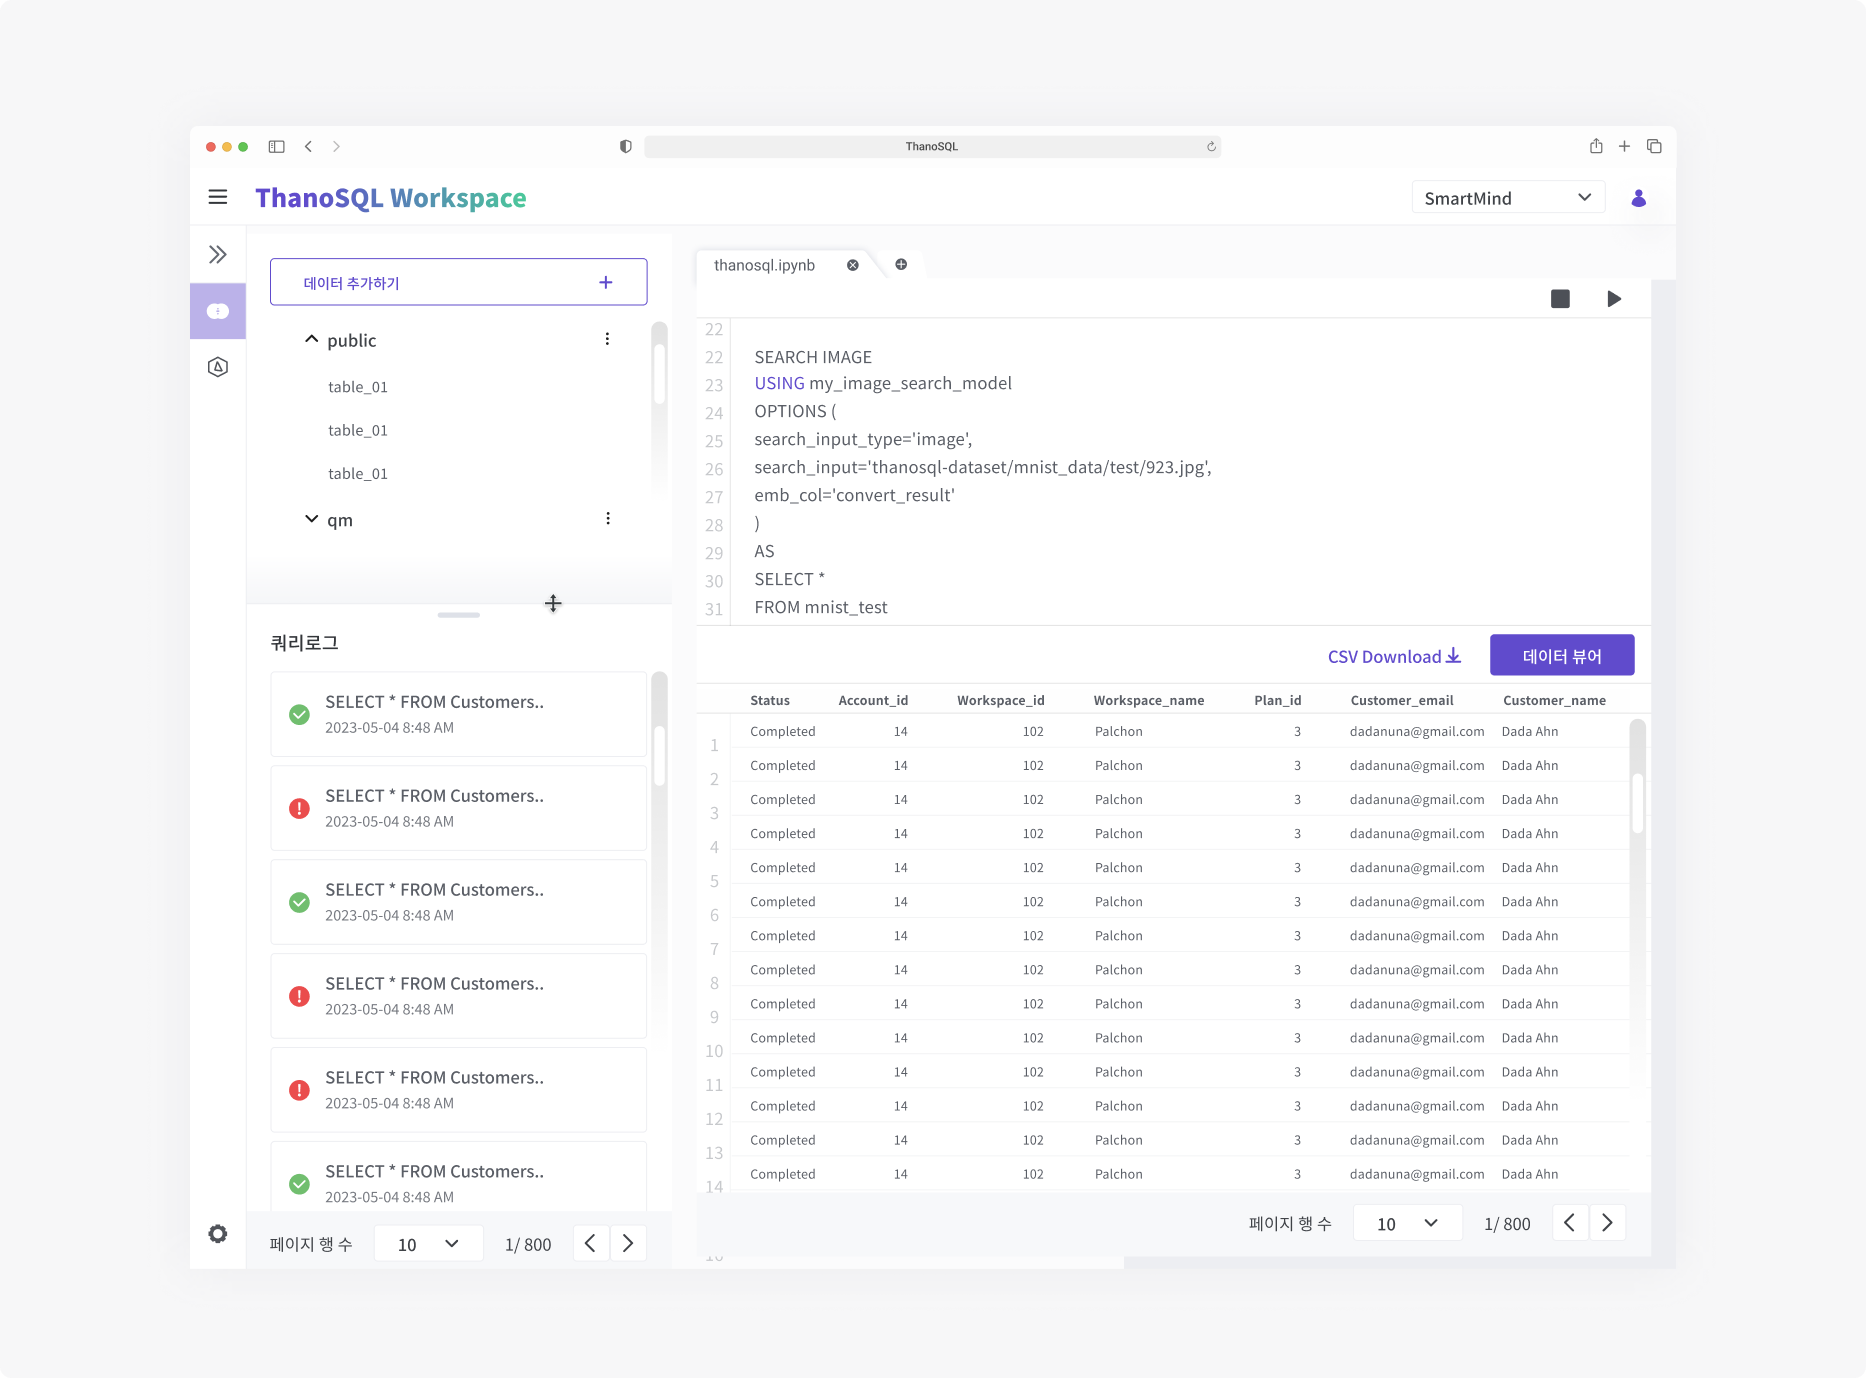 ThanoSQL
ThanoSQL Workspace
SmartMind
데이터 추가하기
public
table_01
table_01
table_01
qm
쿼리로그
SELECT * FROM Customers..
2023-05-04 8:48 AM
SELECT * FROM Customers..
2023-05-04 8:48 AM
SELECT * FROM Customers..
2023-05-04 8:48 AM
SELECT * FROM Customers..
2023-05-04 8:48 AM
SELECT * FROM Customers..
2023-05-04 8:48 AM
SELECT * FROM Customers..
2023-05-04 8:48 AM
페이지 행 수 10 1/ 800
thanosql.ipynb
22
22 SEARCH IMAGE
23 USING my_image_search_model
24 OPTIONS (
25 search_input_type='image',
26 search_input='thanosql-dataset/mnist_data/test/923.jpg',
27 emb_col='convert_result'
28 )
29 AS
30 SELECT *
31 FROM mnist_test
CSV Download
데이터 뷰어
Status Account_id Workspace_id Workspace_name Plan_id Customer_email Customer_name
1 Completed 14 102 Palchon 3 dadanuna@gmail.com Dada Ahn
2 Completed 14 102 Palchon 3 dadanuna@gmail.com Dada Ahn
3 Completed 14 102 Palchon 3 dadanuna@gmail.com Dada Ahn
4 Completed 14 102 Palchon 3 dadanuna@gmail.com Dada Ahn
5 Completed 14 102 Palchon 3 dadanuna@gmail.com Dada Ahn
6 Completed 14 102 Palchon 3 dadanuna@gmail.com Dada Ahn
7 Completed 14 102 Palchon 3 dadanuna@gmail.com Dada Ahn
8 Completed 14 102 Palchon 3 dadanuna@gmail.com Dada Ahn
9 Completed 14 102 Palchon 3 dadanuna@gmail.com Dada Ahn
10 Completed 14 102 Palchon 3 dadanuna@gmail.com Dada Ahn
11 Completed 14 102 Palchon 3 dadanuna@gmail.com Dada Ahn
12 Completed 14 102 Palchon 3 dadanuna@gmail.com Dada Ahn
13 Completed 14 102 Palchon 3 dadanuna@gmail.com Dada Ahn
14 Completed 14 102 Palchon 3 dadanuna@gmail.com Dada Ahn
페이지 행 수 10 1/ 800